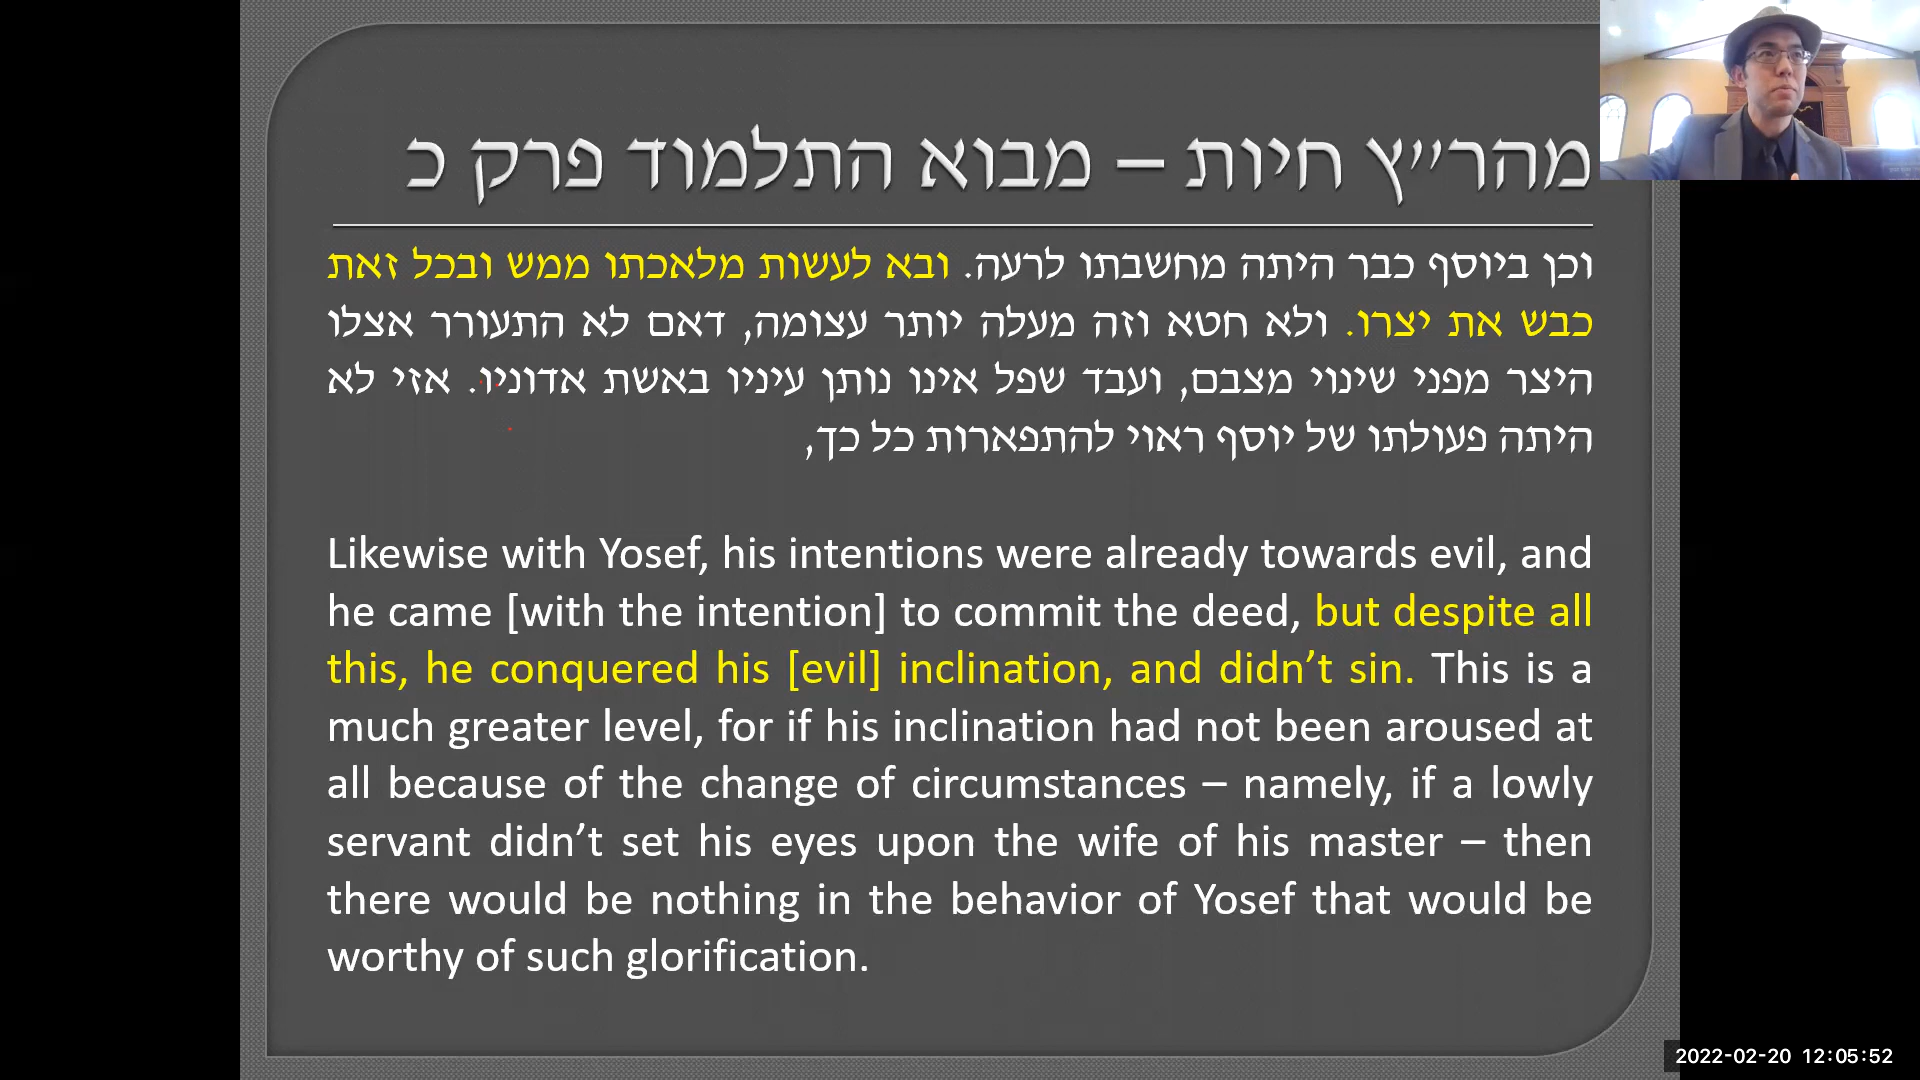 מהר״ץ חיות – מבוא התלמוד פרק כ
וכן ביוסף כבר היתה מחשבתו לרעה. ובא לעשות מלאכתו ממש ובכל זאת
כבש את יצרו. ולא חטא וזה מעלה יותר עצומה, דאם לא התעורר אצלו
היצר מפני שינוי מצבם, ועבד שפל אינו נותן עיניו באשת אדוניו. אזי לא
היתה פעולתו של יוסף ראוי להתפארות כל כך,
Likewise with Yosef, his intentions were already towards evil, and
he came [with the intention] to commit the deed, but despite all
this, he conquered his [evil] inclination, and didn’t sin. This is a
much greater level, for if his inclination had not been aroused at
all because of the change of circumstances – namely, if a lowly
servant didn’t set his eyes upon the wife of his master – then
there would be nothing in the behavior of Yosef that would be
worthy of such glorification.
2022-02-20 12:05:52